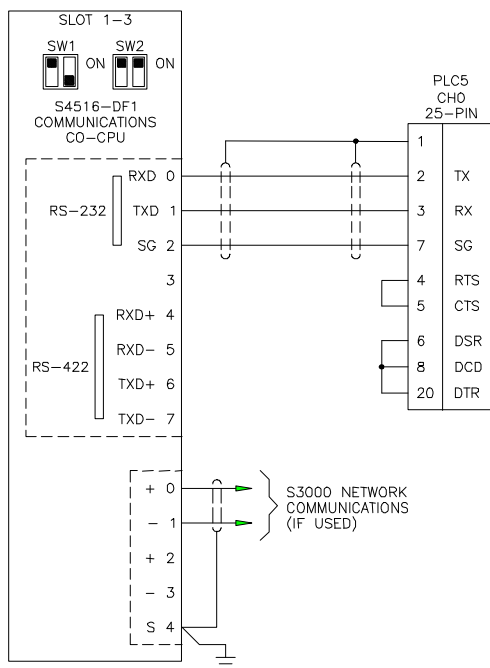 SLOT 1-3
SW1 SW2
ON ON
S4516-DF1
COMMUNICATIONS
CO-CPU
RXD 0
RS-232 TXD 1
SG 2
3
RXD+ 4
RXD- 5
RS-422
TXD+ 6
TXD- 7
+ 0
- 1
+ 2
- 3
S 4
S3000 NETWORK
COMMUNICATIONS
(IF USED)
PLC5
CH0
25-PIN
1
2 TX
3 RX
7 SG
4 RTS
5 CTS
6 DSR
8 DCD
20 DTR